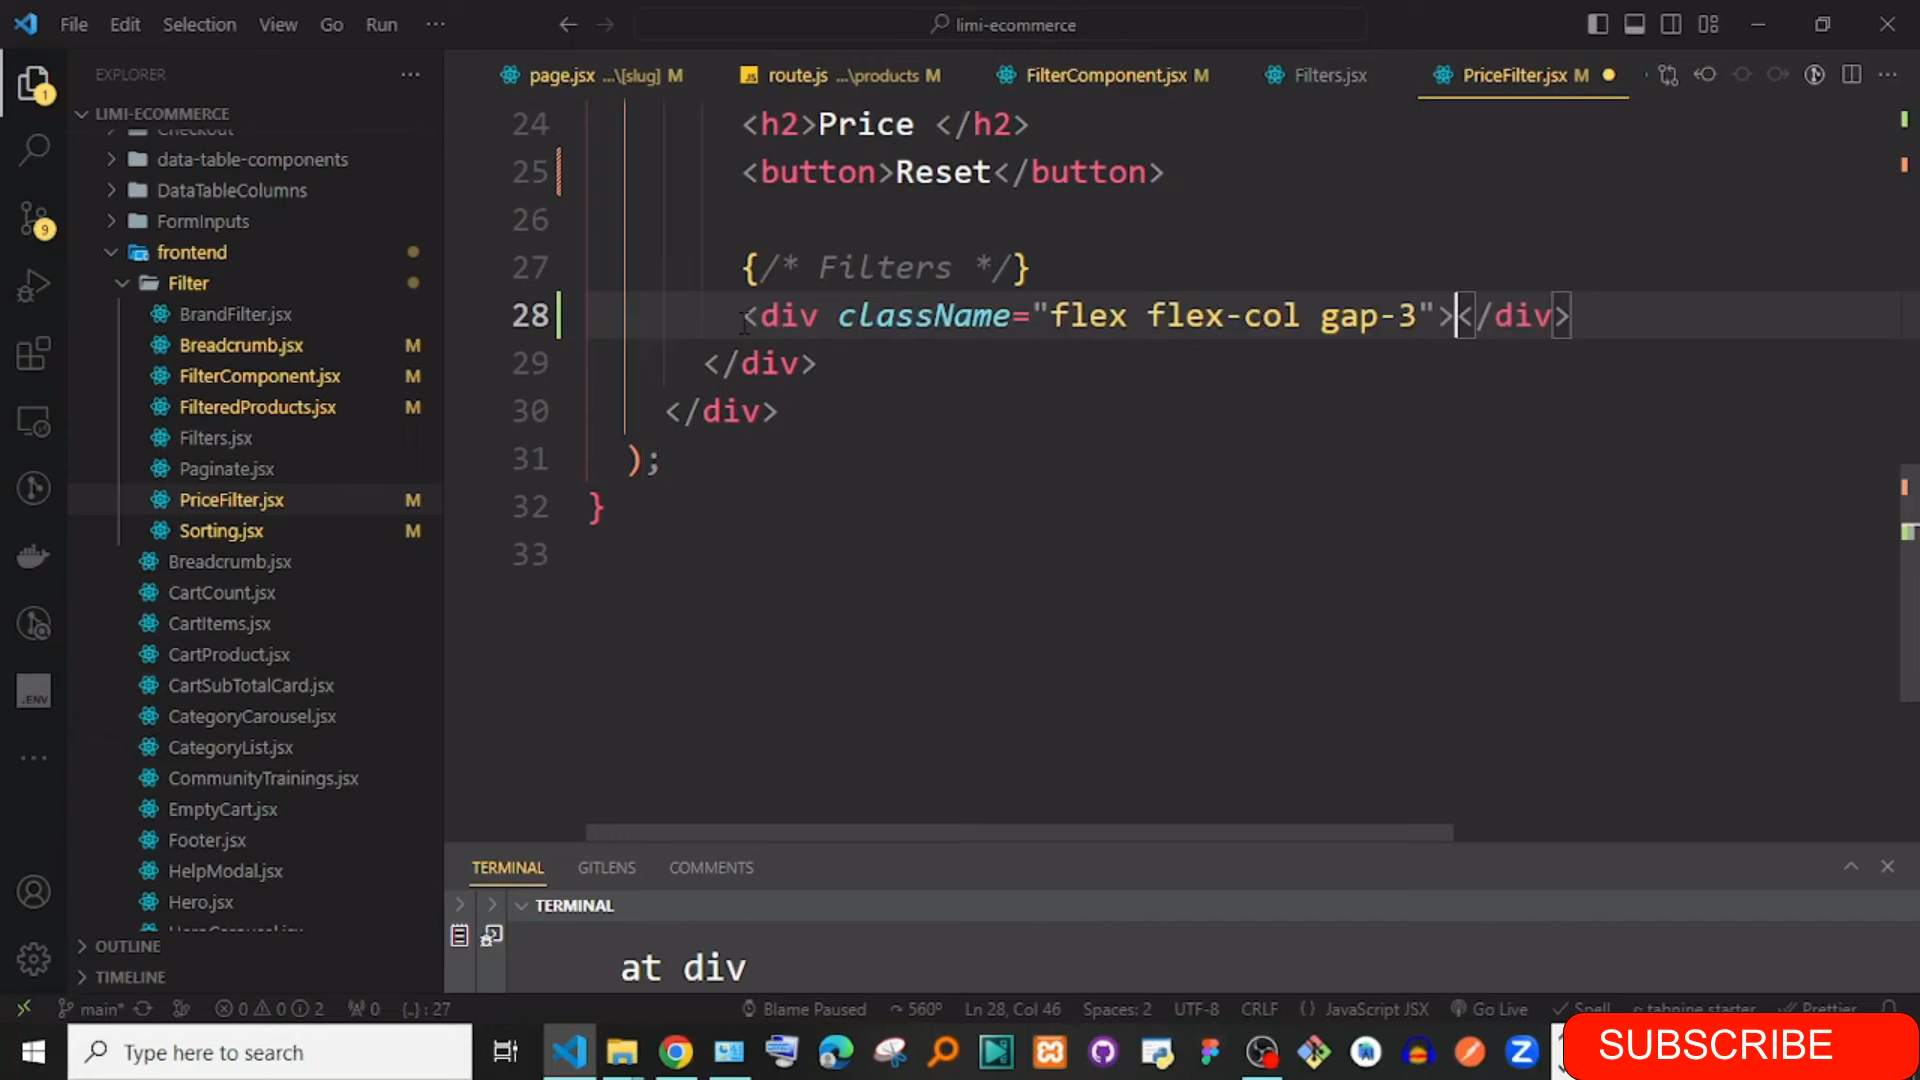 File Edit Selection View Go Run ··· limi-ecommerce
EXPLORER ···
page.jsx ...\[slug] M
route.js ...\products M
FilterComponent.jsx M
Filters.jsx
PriceFilter.jsx M
LIMI-ECOMMERCE
Checkout
data-table-components
DataTableColumns
FormInputs
frontend
Filter
BrandFilter.jsx
Breadcrumb.jsx M
FilterComponent.jsx M
FilteredProducts.jsx M
Filters.jsx
Paginate.jsx
PriceFilter.jsx M
Sorting.jsx M
Breadcrumb.jsx
CartCount.jsx
CartItems.jsx
CartProduct.jsx
CartSubTotalCard.jsx
CategoryCarousel.jsx
CategoryList.jsx
CommunityTrainings.jsx
EmptyCart.jsx
Footer.jsx
HelpModal.jsx
Hero.jsx
OUTLINE
TIMELINE
1
9
.ENV
24 <h2>Price </h2>
25 <button>Reset</button>
26
27 {/* Filters */}
28 <div className="flex flex-col gap-3"></div>
29 </div>
30 </div>
31 );
32 }
33
TERMINAL GITLENS COMMENTS
TERMINAL
at div
main* 0 0 2 0 {.} : 27 Blame Paused 560° Ln 28, Col 46 Spaces: 2 UTF-8 CRLF {} JavaScript JSX Go Live Spell tabnine starter Prettier
Type here to search
SUBSCRIBE